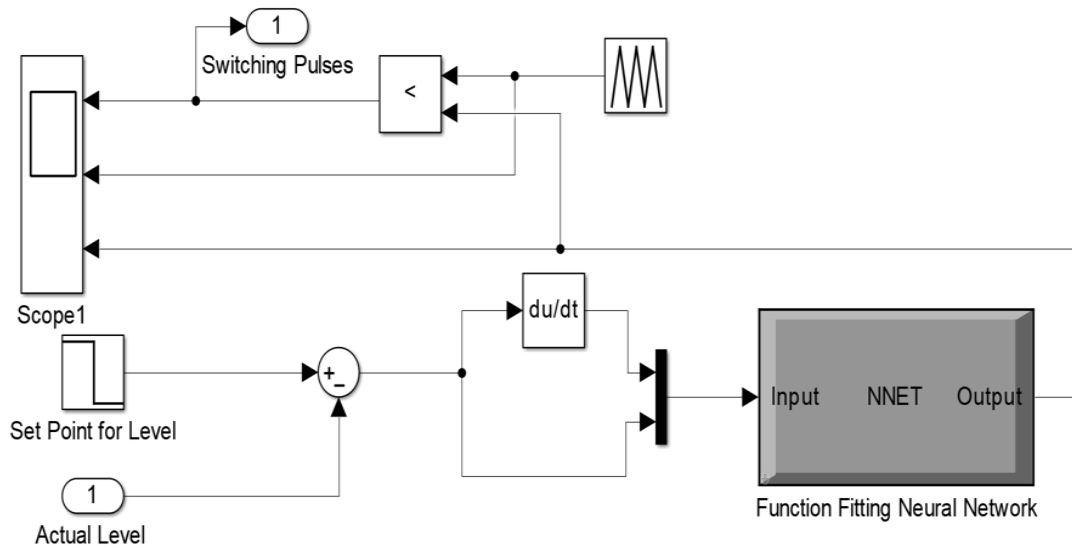 1
Switching Pulses
<
Scope1
du/dt
Set Point for Level
+
−
Input NNET Output
1
Actual Level
Function Fitting Neural Network